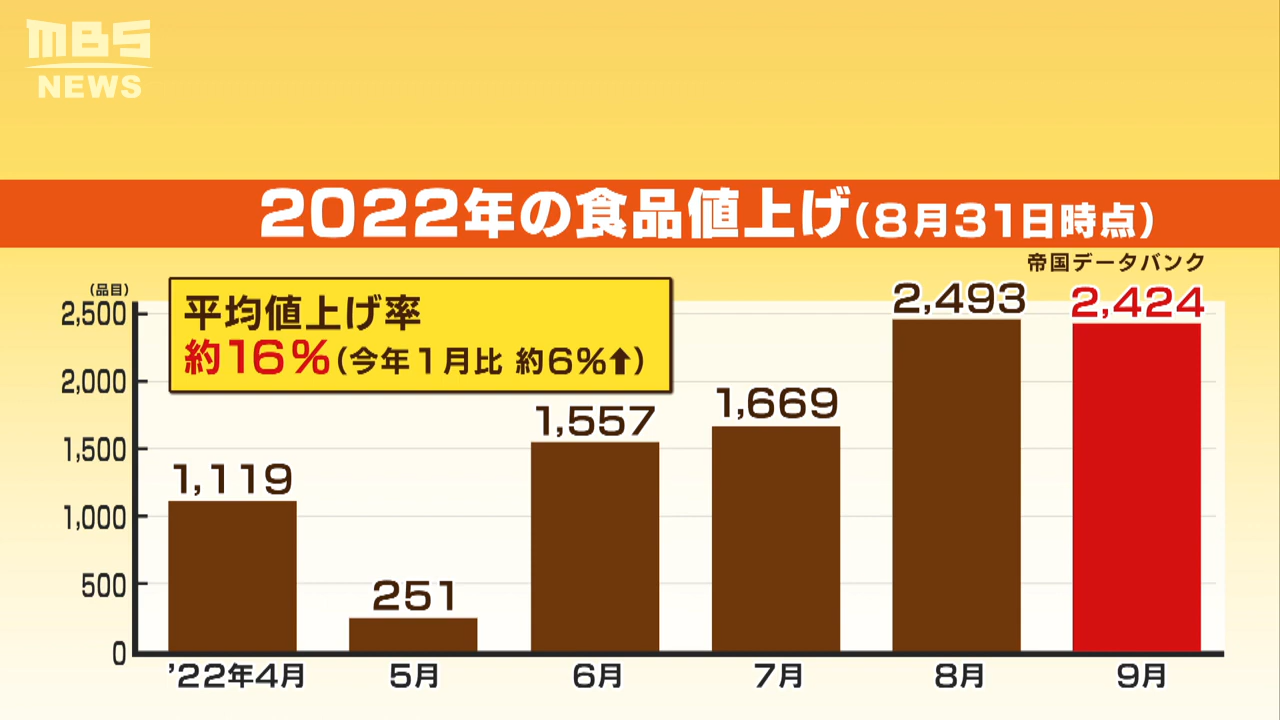 MBS
NEWS
2022年の食品値上げ(8月31日時点)
帝国データバンク
(品目)
平均値上げ率
約16%(今年1月比 約6%⬆)
2,500
2,000
1,500
1,000
500
0
1,119
251
1,557
1,669
2,493
2,424
'22年4月
5月
6月
7月
8月
9月